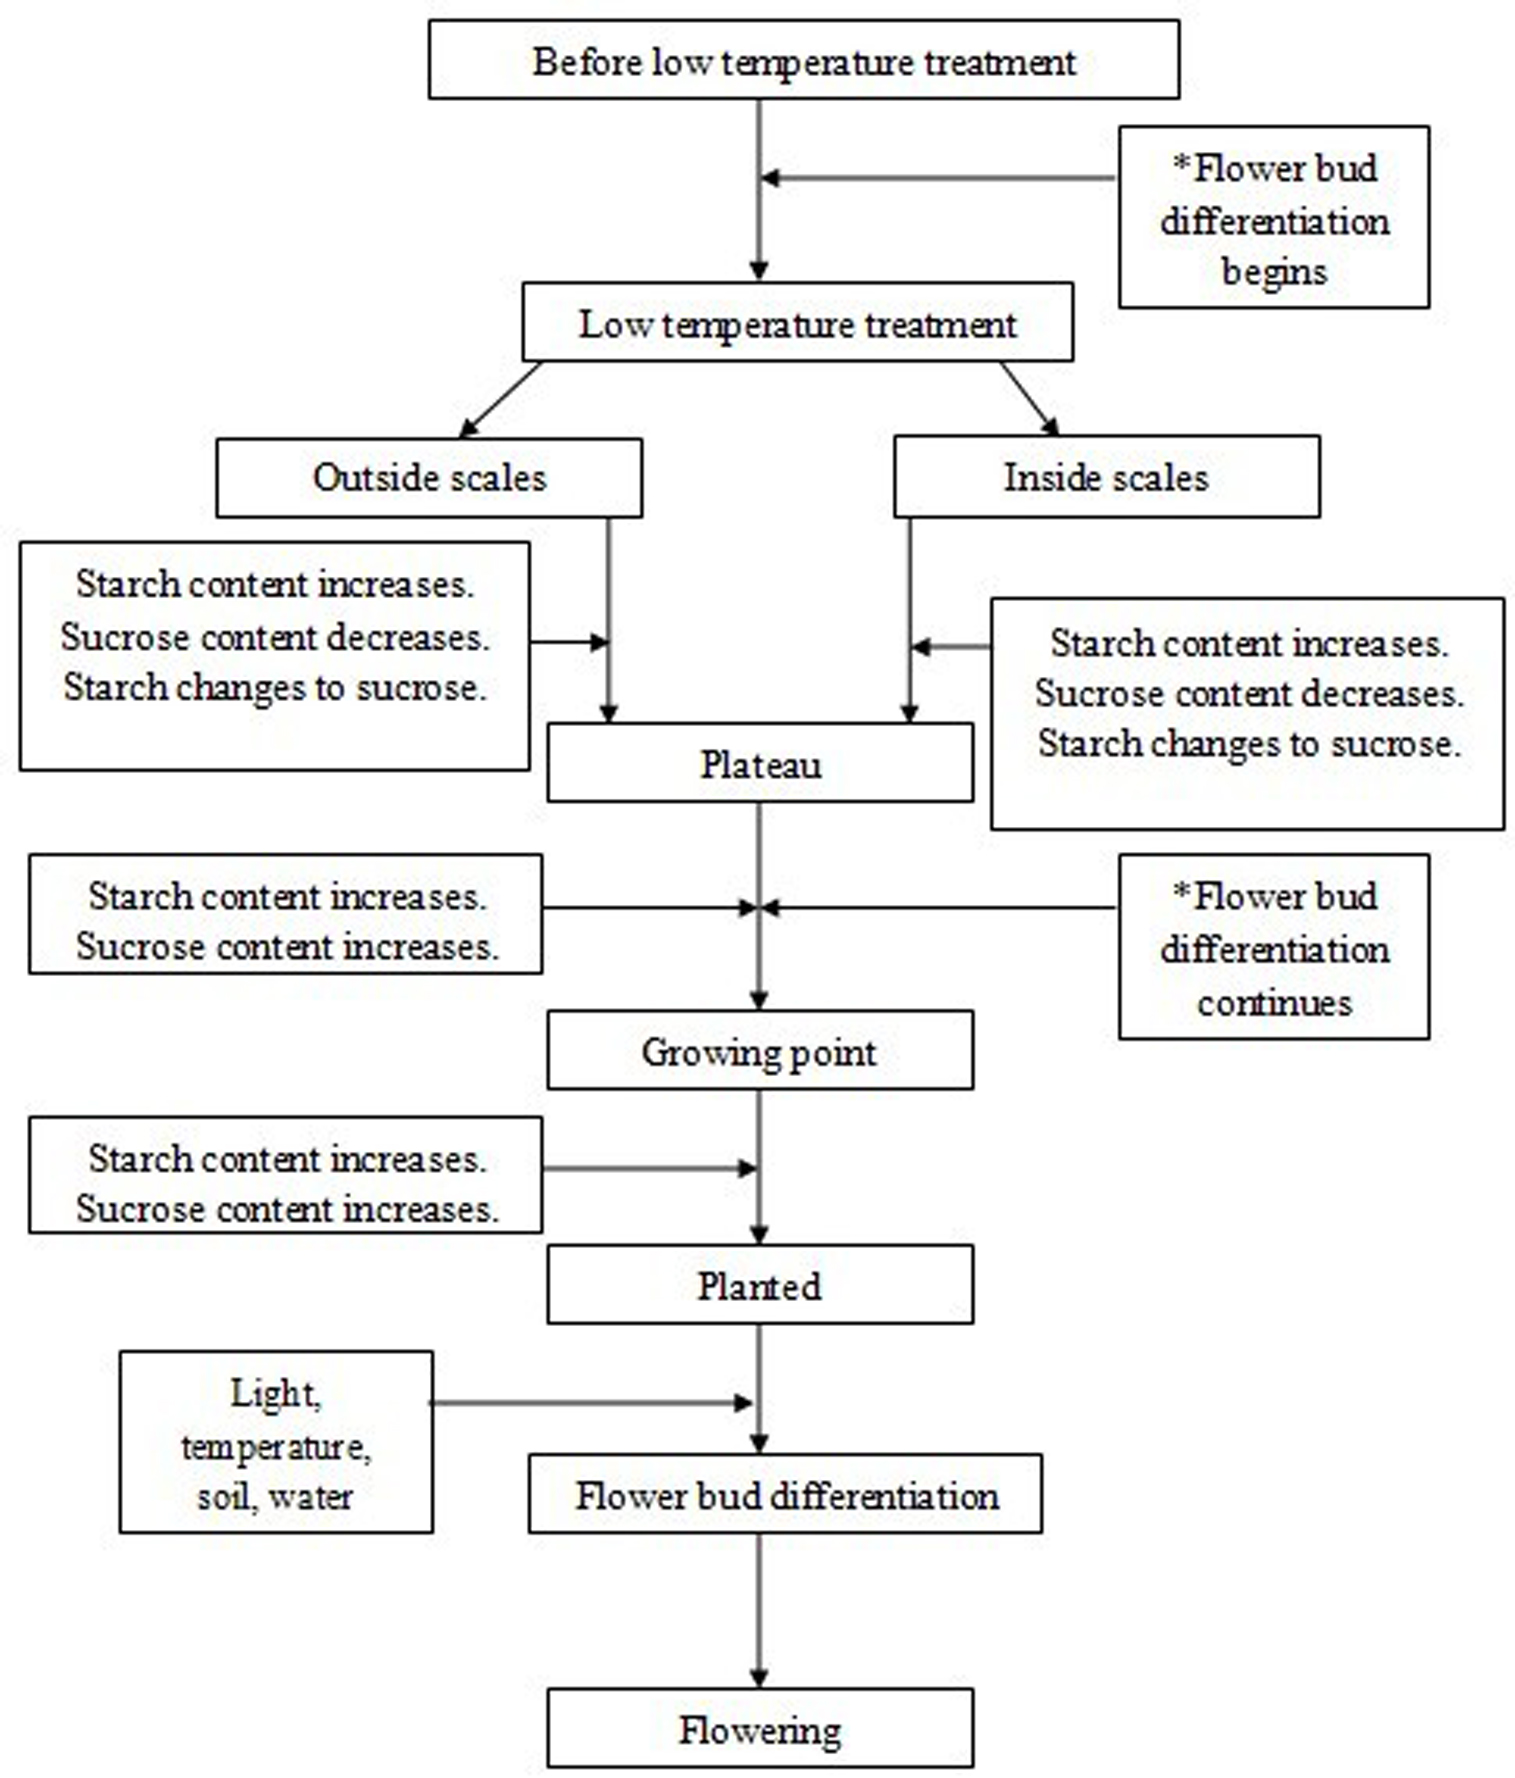 Before low temperature treatment
*Flower bud
differentiation
begins
Low temperature treatment
Outside scales
Inside scales
Starch content increases.
Sucrose content decreases.
Starch changes to sucrose.
Starch content increases.
Sucrose content decreases.
Starch changes to sucrose.
Plateau
Starch content increases.
Sucrose content increases.
*Flower bud
differentiation
continues
Growing point
Starch content increases.
Sucrose content increases.
Planted
Light,
temperature,
soil, water
Flower bud differentiation
Flowering